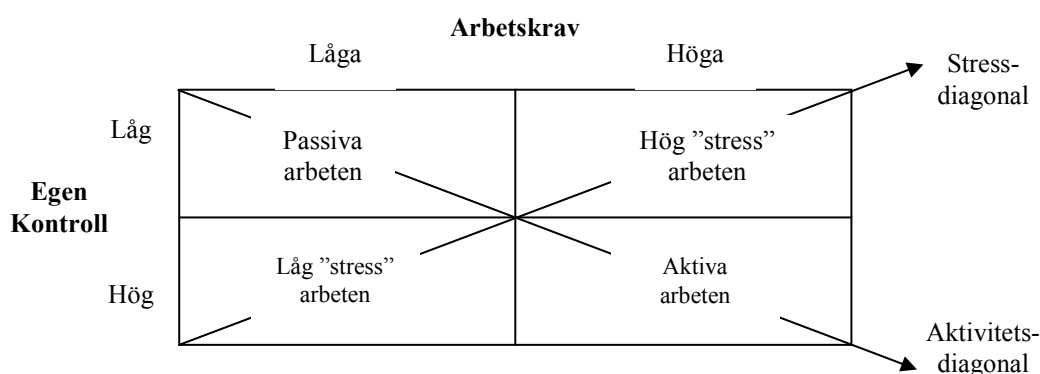 Arbetskrav
Låga
Höga
Stress-
diagonal
Låg
Passiva
arbeten
Hög ”stress”
arbeten
Egen
Kontroll
Hög
Låg ”stress”
arbeten
Aktiva
arbeten
Aktivitets-
diagonal